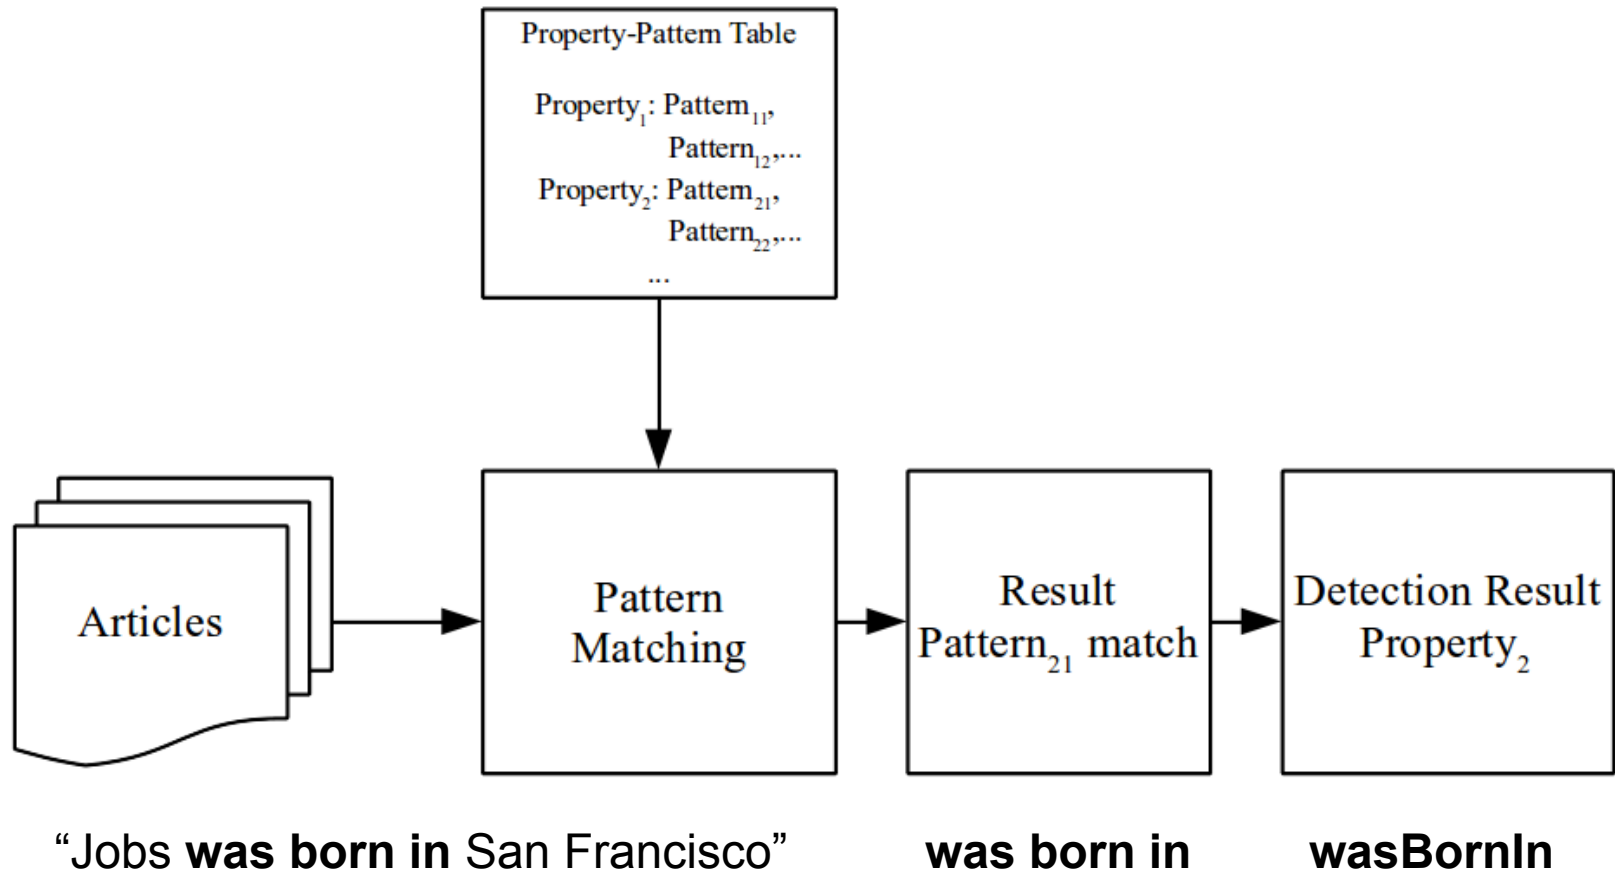 Property-Pattern Table
Property₁: Pattern₁₁,
Pattern₁₂,...
Property₂: Pattern₂₁,
Pattern₂₂,...
...
Articles
Pattern
Matching
Result
Pattern₂₁ match
Detection Result
Property₂
“Jobs was born in San Francisco”
was born in
wasBornIn